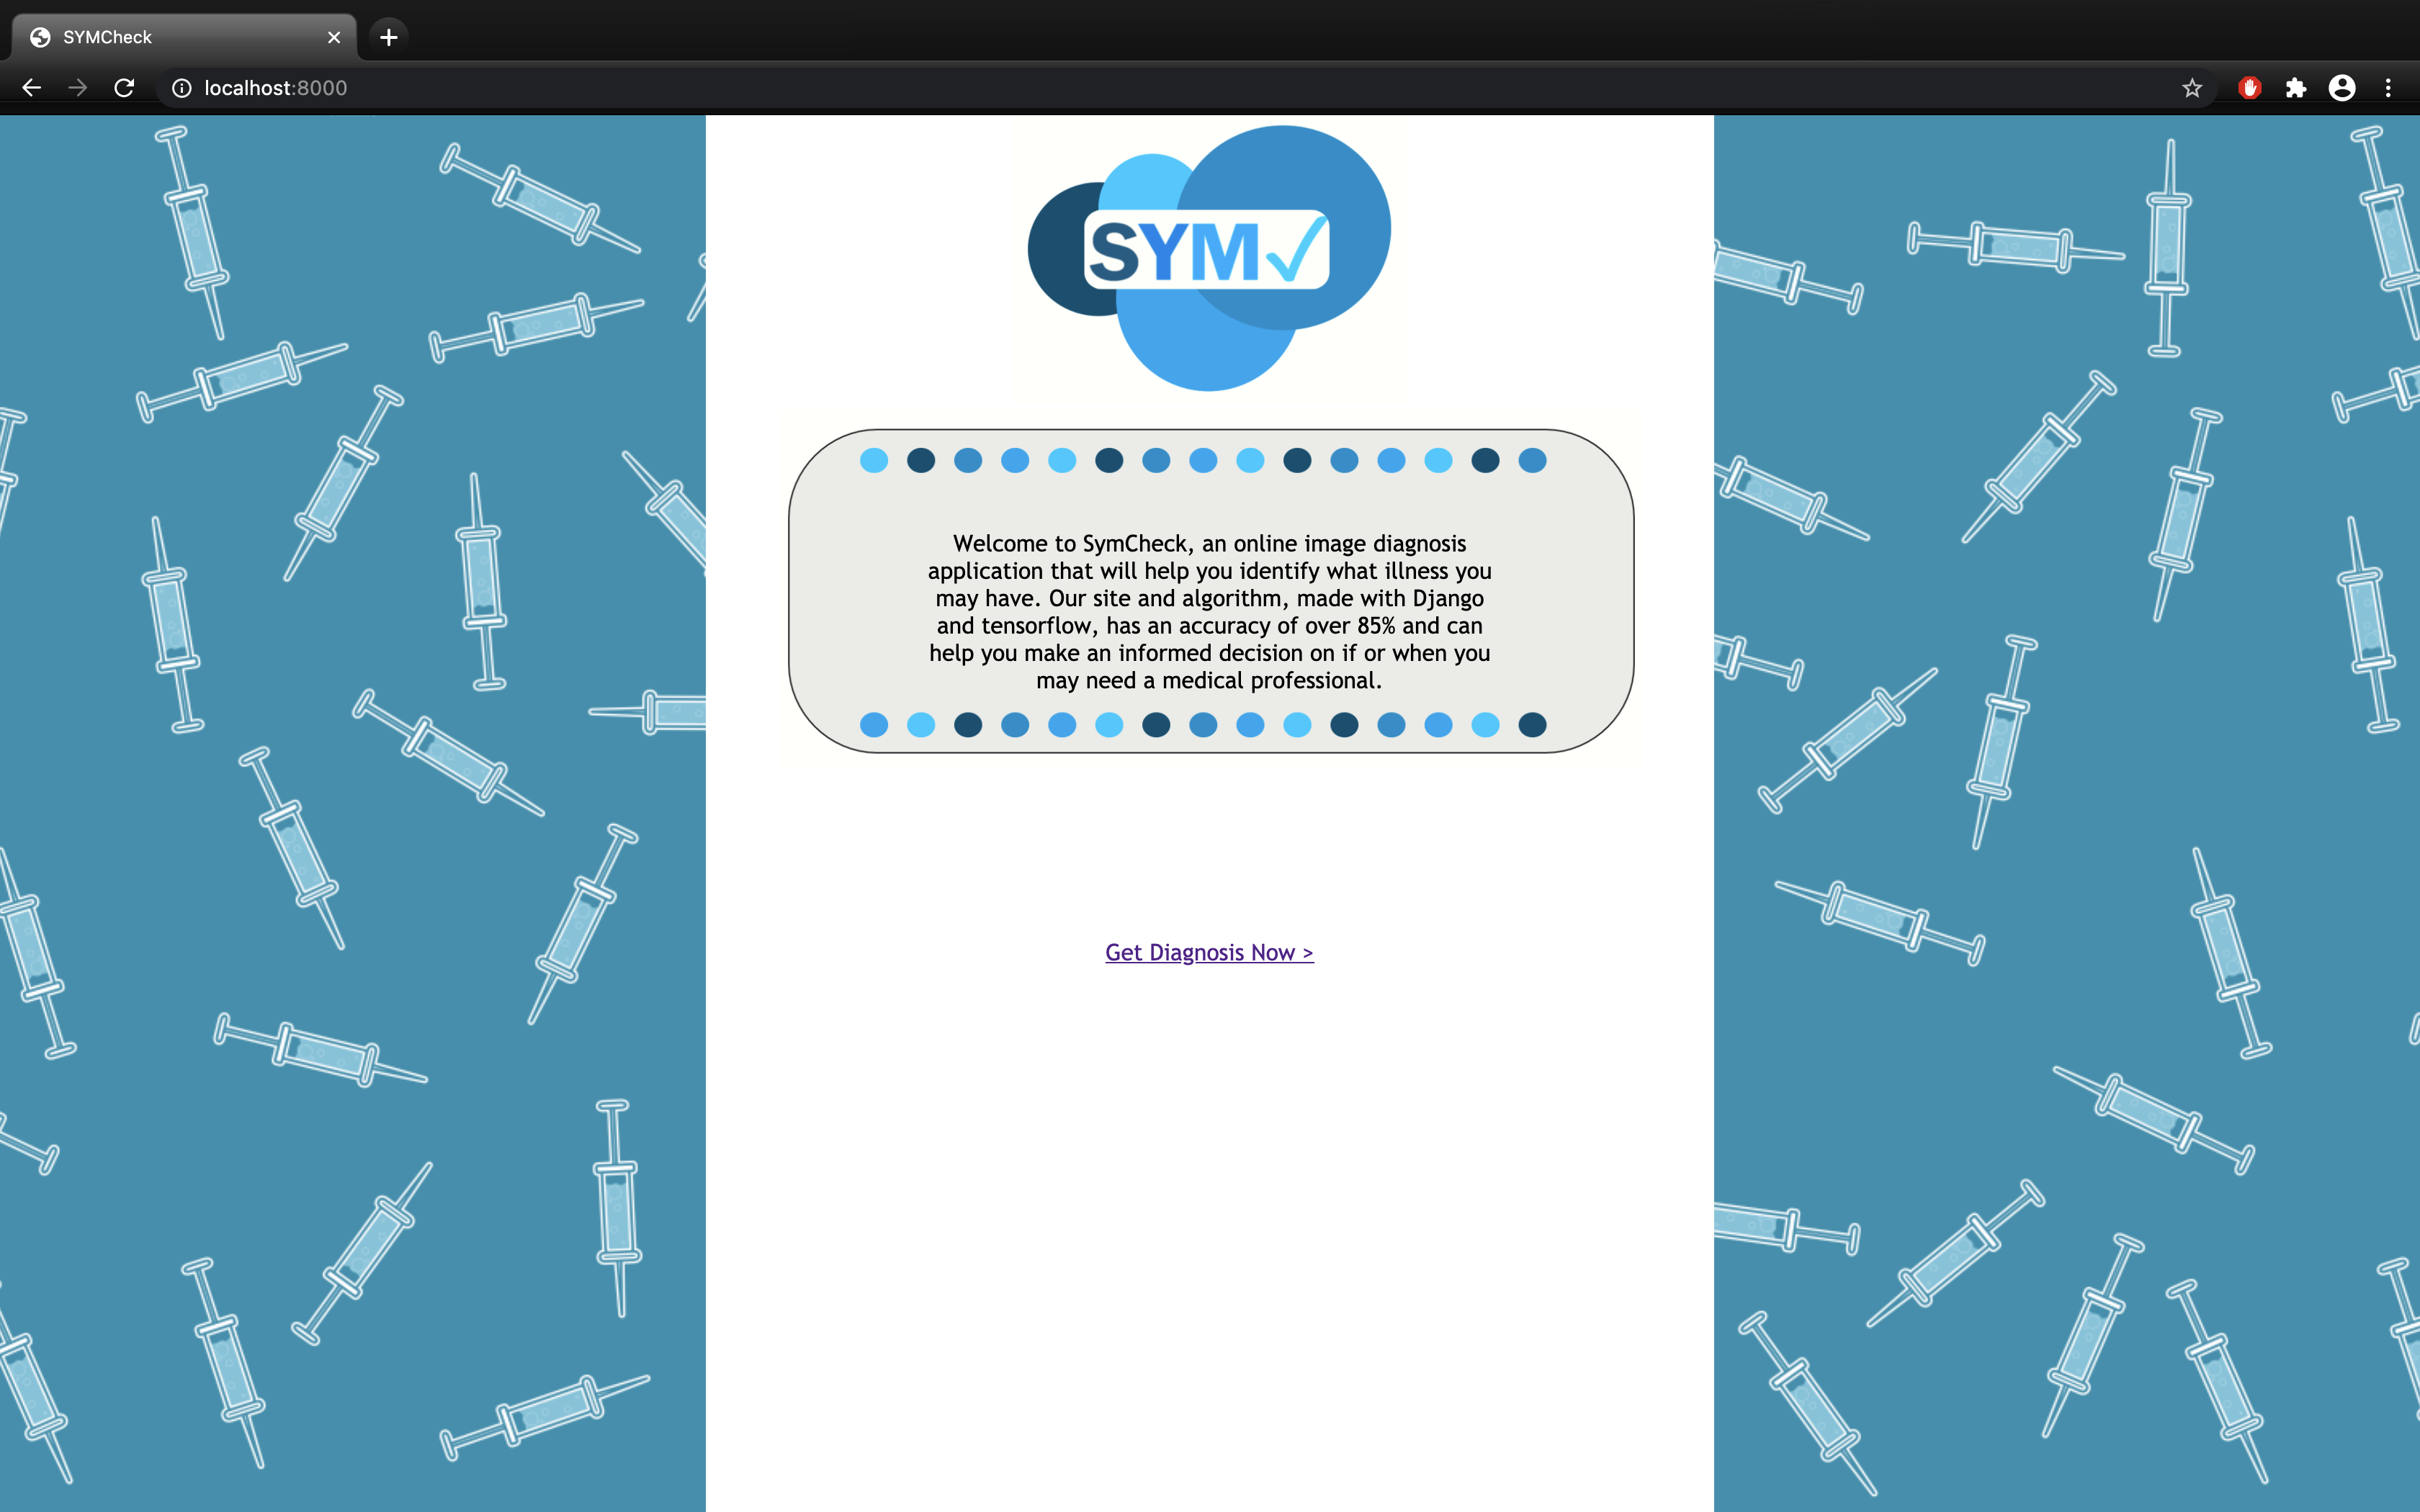 SYMCheck
localhost:8000
SYM
Welcome to SymCheck, an online image diagnosis
application that will help you identify what illness you
may have. Our site and algorithm, made with Django
and tensorflow, has an accuracy of over 85% and can
help you make an informed decision on if or when you
may need a medical professional.
Get Diagnosis Now >